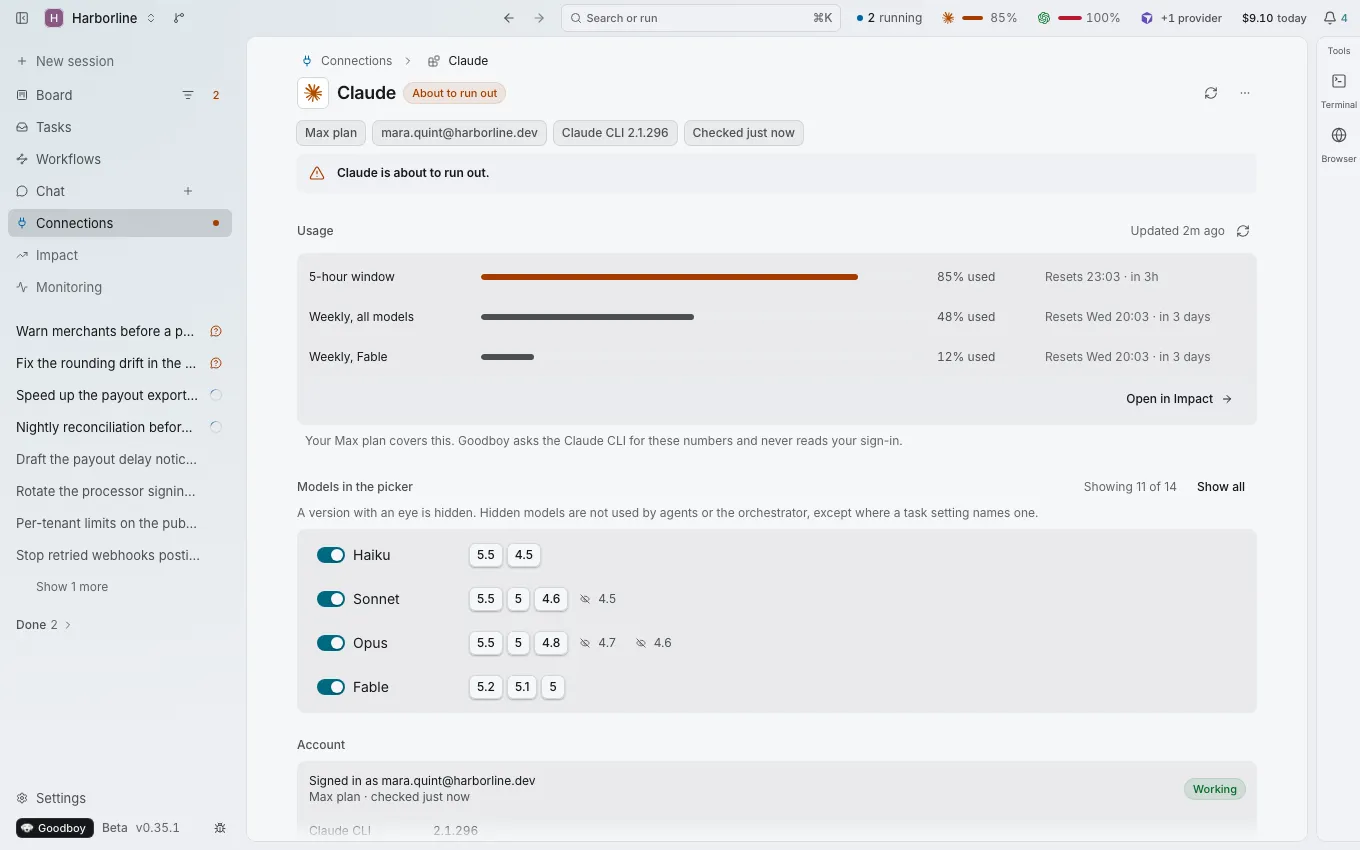 H Harborline
Search or run ⌘K
2 running
85%
100%
+1 provider
$9.10 today
4
New session
Board 2
Tasks
Workflows
Chat
Connections
Impact
Monitoring
Warn merchants before a p...
Fix the rounding drift in the ...
Speed up the payout export...
Nightly reconciliation befor...
Draft the payout delay notic...
Rotate the processor signin...
Per-tenant limits on the pub...
Stop retried webhooks posti...
Show 1 more
Done 2
Settings
Goodboy Beta v0.35.1
Connections Claude
Claude About to run out
Max plan mara.quint@harborline.dev Claude CLI 2.1.296 Checked just now
Claude is about to run out.
Usage Updated 2m ago
5-hour window 85% used Resets 23:03 · in 3h
Weekly, all models 48% used Resets Wed 20:03 · in 3 days
Weekly, Fable 12% used Resets Wed 20:03 · in 3 days
Open in Impact
Your Max plan covers this. Goodboy asks the Claude CLI for these numbers and never reads your sign-in.
Models in the picker Showing 11 of 14 Show all
A version with an eye is hidden. Hidden models are not used by agents or the orchestrator, except where a task setting names one.
Haiku 5.5 4.5
Sonnet 5.5 5 4.6 4.5
Opus 5.5 5 4.8 4.7 4.6
Fable 5.2 5.1 5
Account
Signed in as mara.quint@harborline.dev
Max plan · checked just now
Working
Claude CLI 2.1.296
Tools
Terminal
Browser